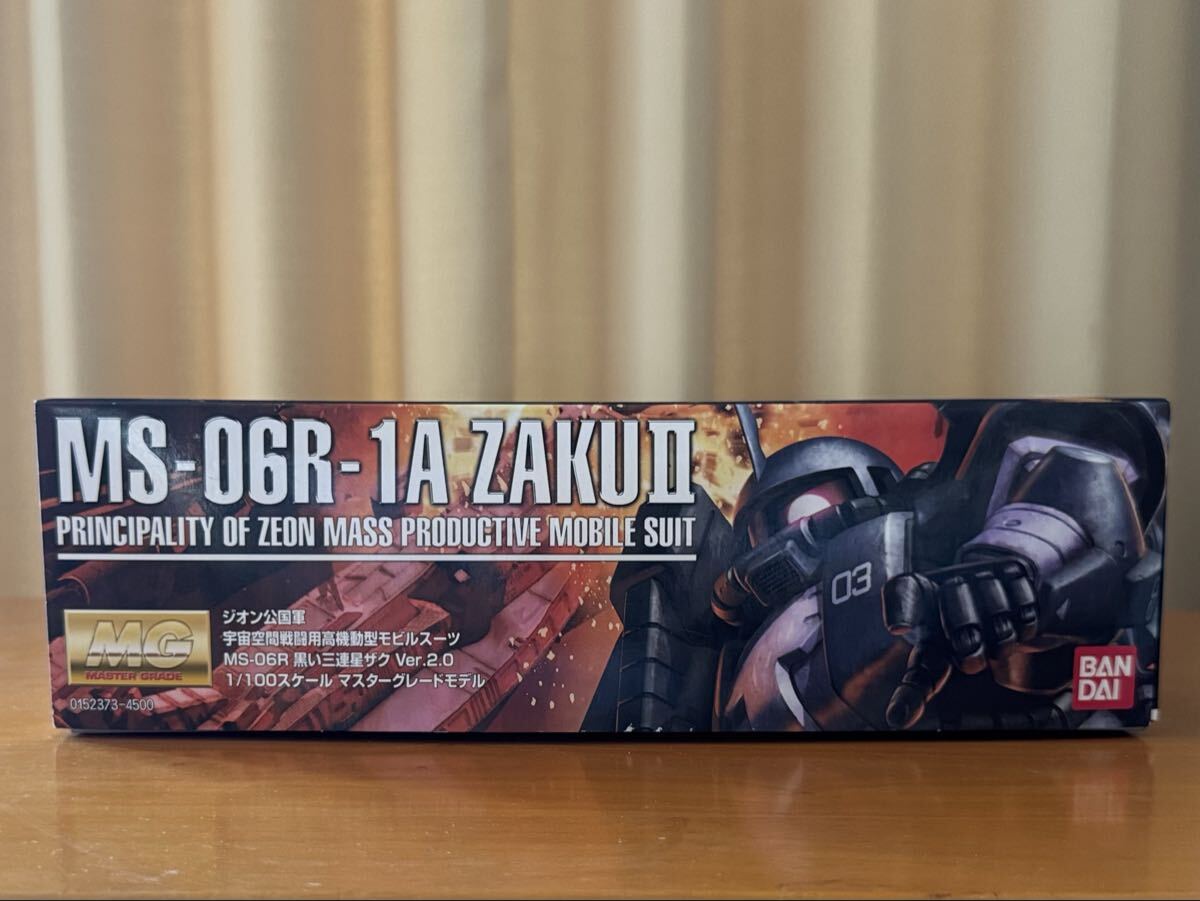 MS-06R-1A ZAKUⅡ
PRINCIPALITY OF ZEON MASS PRODUCTIVE MOBILE SUIT
MG
MASTER GRADE
ジオン公国軍
宇宙空間戦闘用高機動型モビルスーツ
MS-06R 黒い三連星ザク Ver.2.0
1/100スケール マスターグレードモデル
0152373-4500
03
BAN
DAI